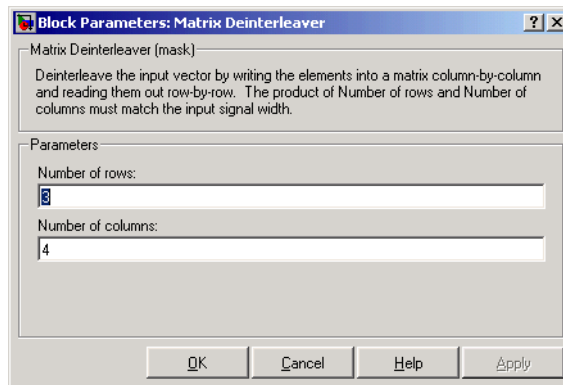 Block Parameters: Matrix Deinterleaver
Matrix Deinterleaver (mask)
Deinterleave the input vector by writing the elements into a matrix column-by-column
and reading them out row-by-row.  The product of Number of rows and Number of
columns must match the input signal width.
Parameters
Number of rows:
3
Number of columns:
4
OK Cancel Help Apply